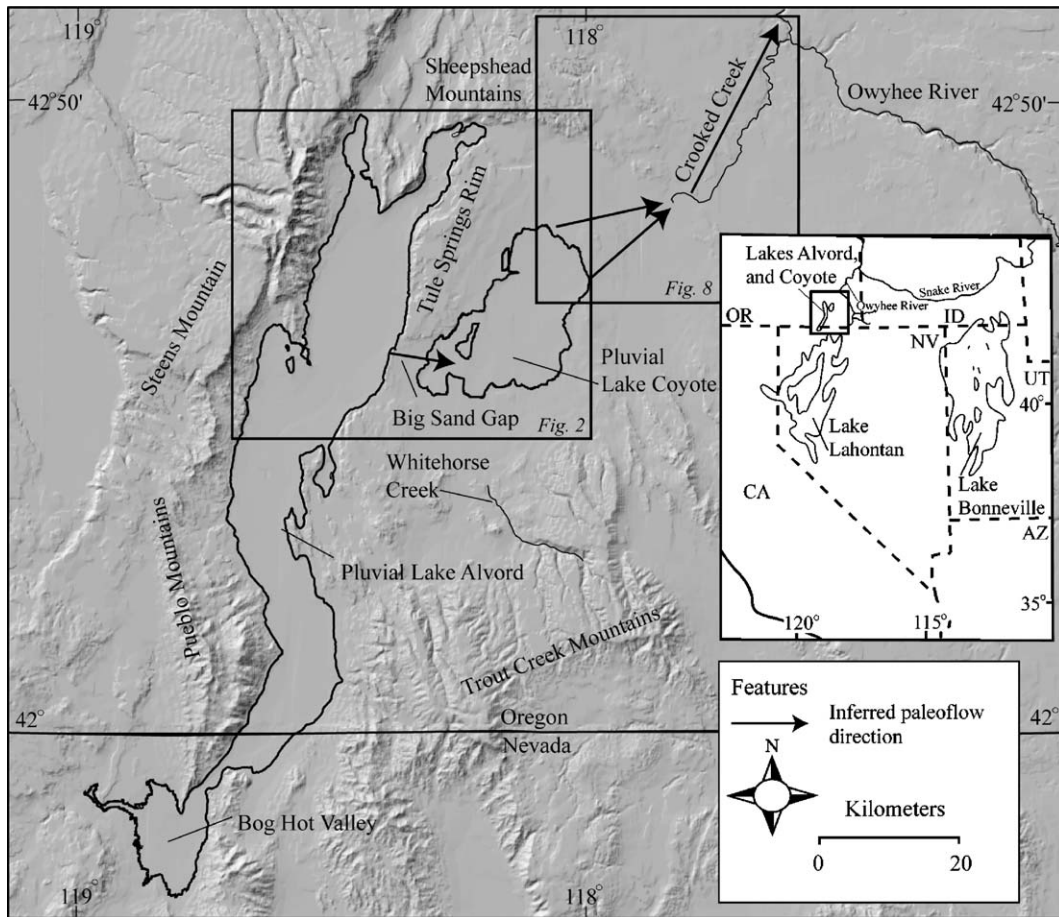 119°
118°
42°50'
42°50'
Sheepshead
Mountains
Crooked Creek
Owyhee River
Tule Springs Rim
Fig. 8
Steens Mountain
Pluvial
Lake Coyote
Big Sand Gap
Fig. 2
Whitehorse
Creek
Pueblo Mountains
Pluvial Lake Alvord
Trout Creek Mountains
42°
Oregon
Nevada
42°
Bog Hot Valley
119°
118°
Lakes Alvord,
and Coyote
Snake River
Owyhee River
OR
ID
NV
UT
40°
Lake
Lahontan
CA
Lake
Bonneville
AZ
35°
120°
115°
Features
Inferred paleoflow
direction
N
Kilometers
0
20